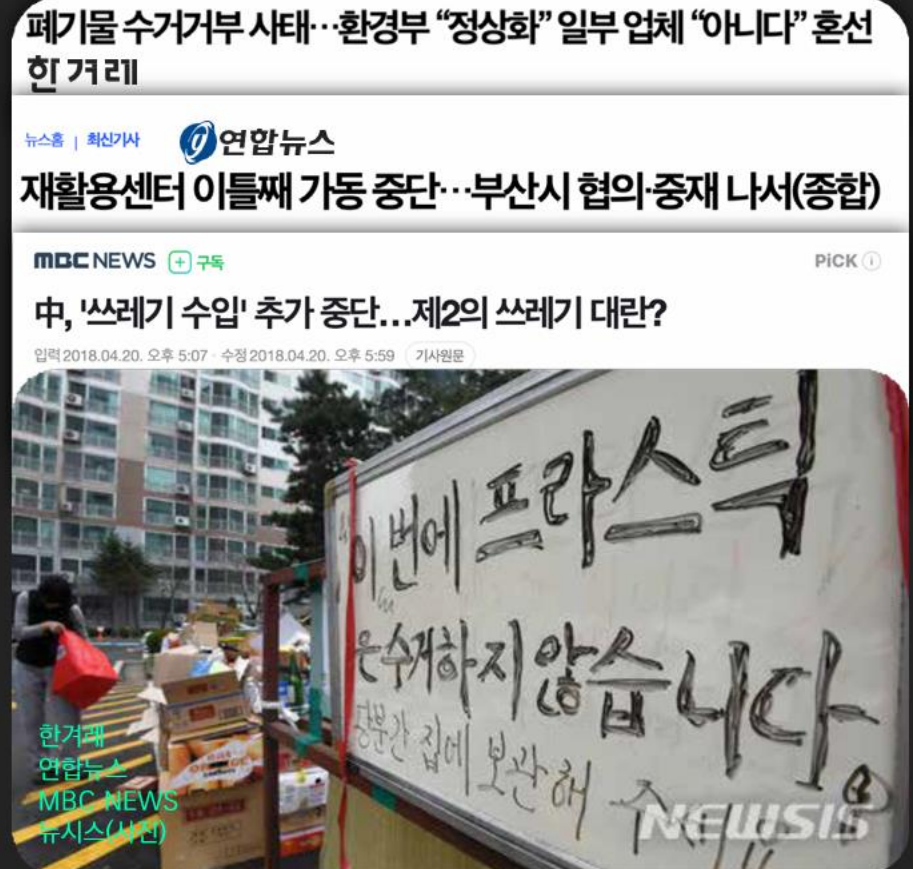 폐기물 수거거부 사태…환경부 “정상화” 일부 업체 “아니다” 혼선
한겨레
뉴스홈 | 최신기사
연합뉴스
재활용센터 이틀째 가동 중단…부산시 협의·중재 나서(종합)
MBC NEWS + 구독
PiCK i
中, '쓰레기 수입' 추가 중단...제2의 쓰레기 대란?
입력 2018.04.20. 오후 5:07 · 수정 2018.04.20. 오후 5:59 기사원문
이번에 프라스틱
은 수거하지 않습니다.
당분간 집에 보관해
한겨레
연합뉴스
MBC NEWS
뉴시스(사진)
NEWSIS